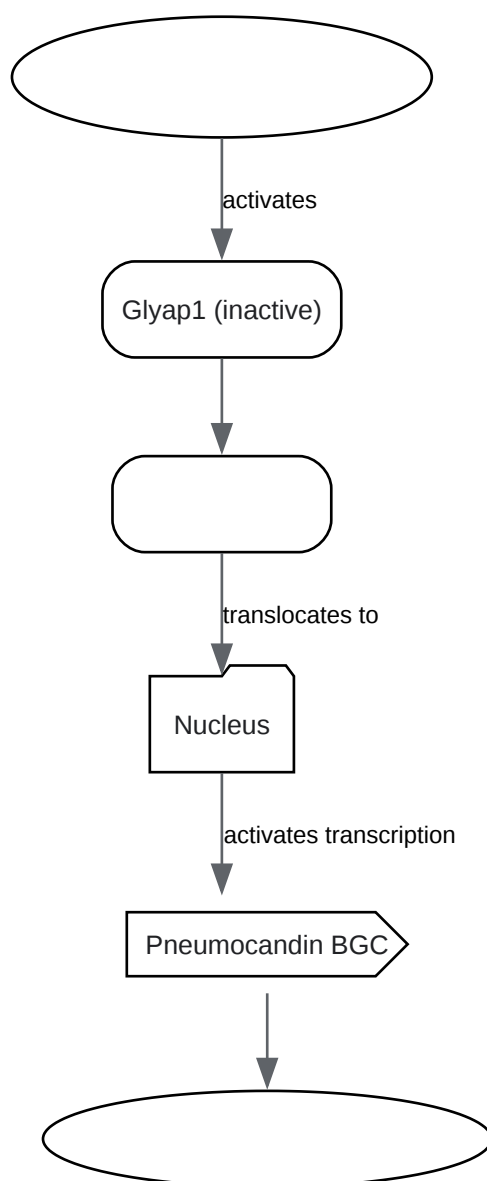 activates
Glyap1 (inactive)
translocates to
Nucleus
activates transcription
Pneumocandin BGC